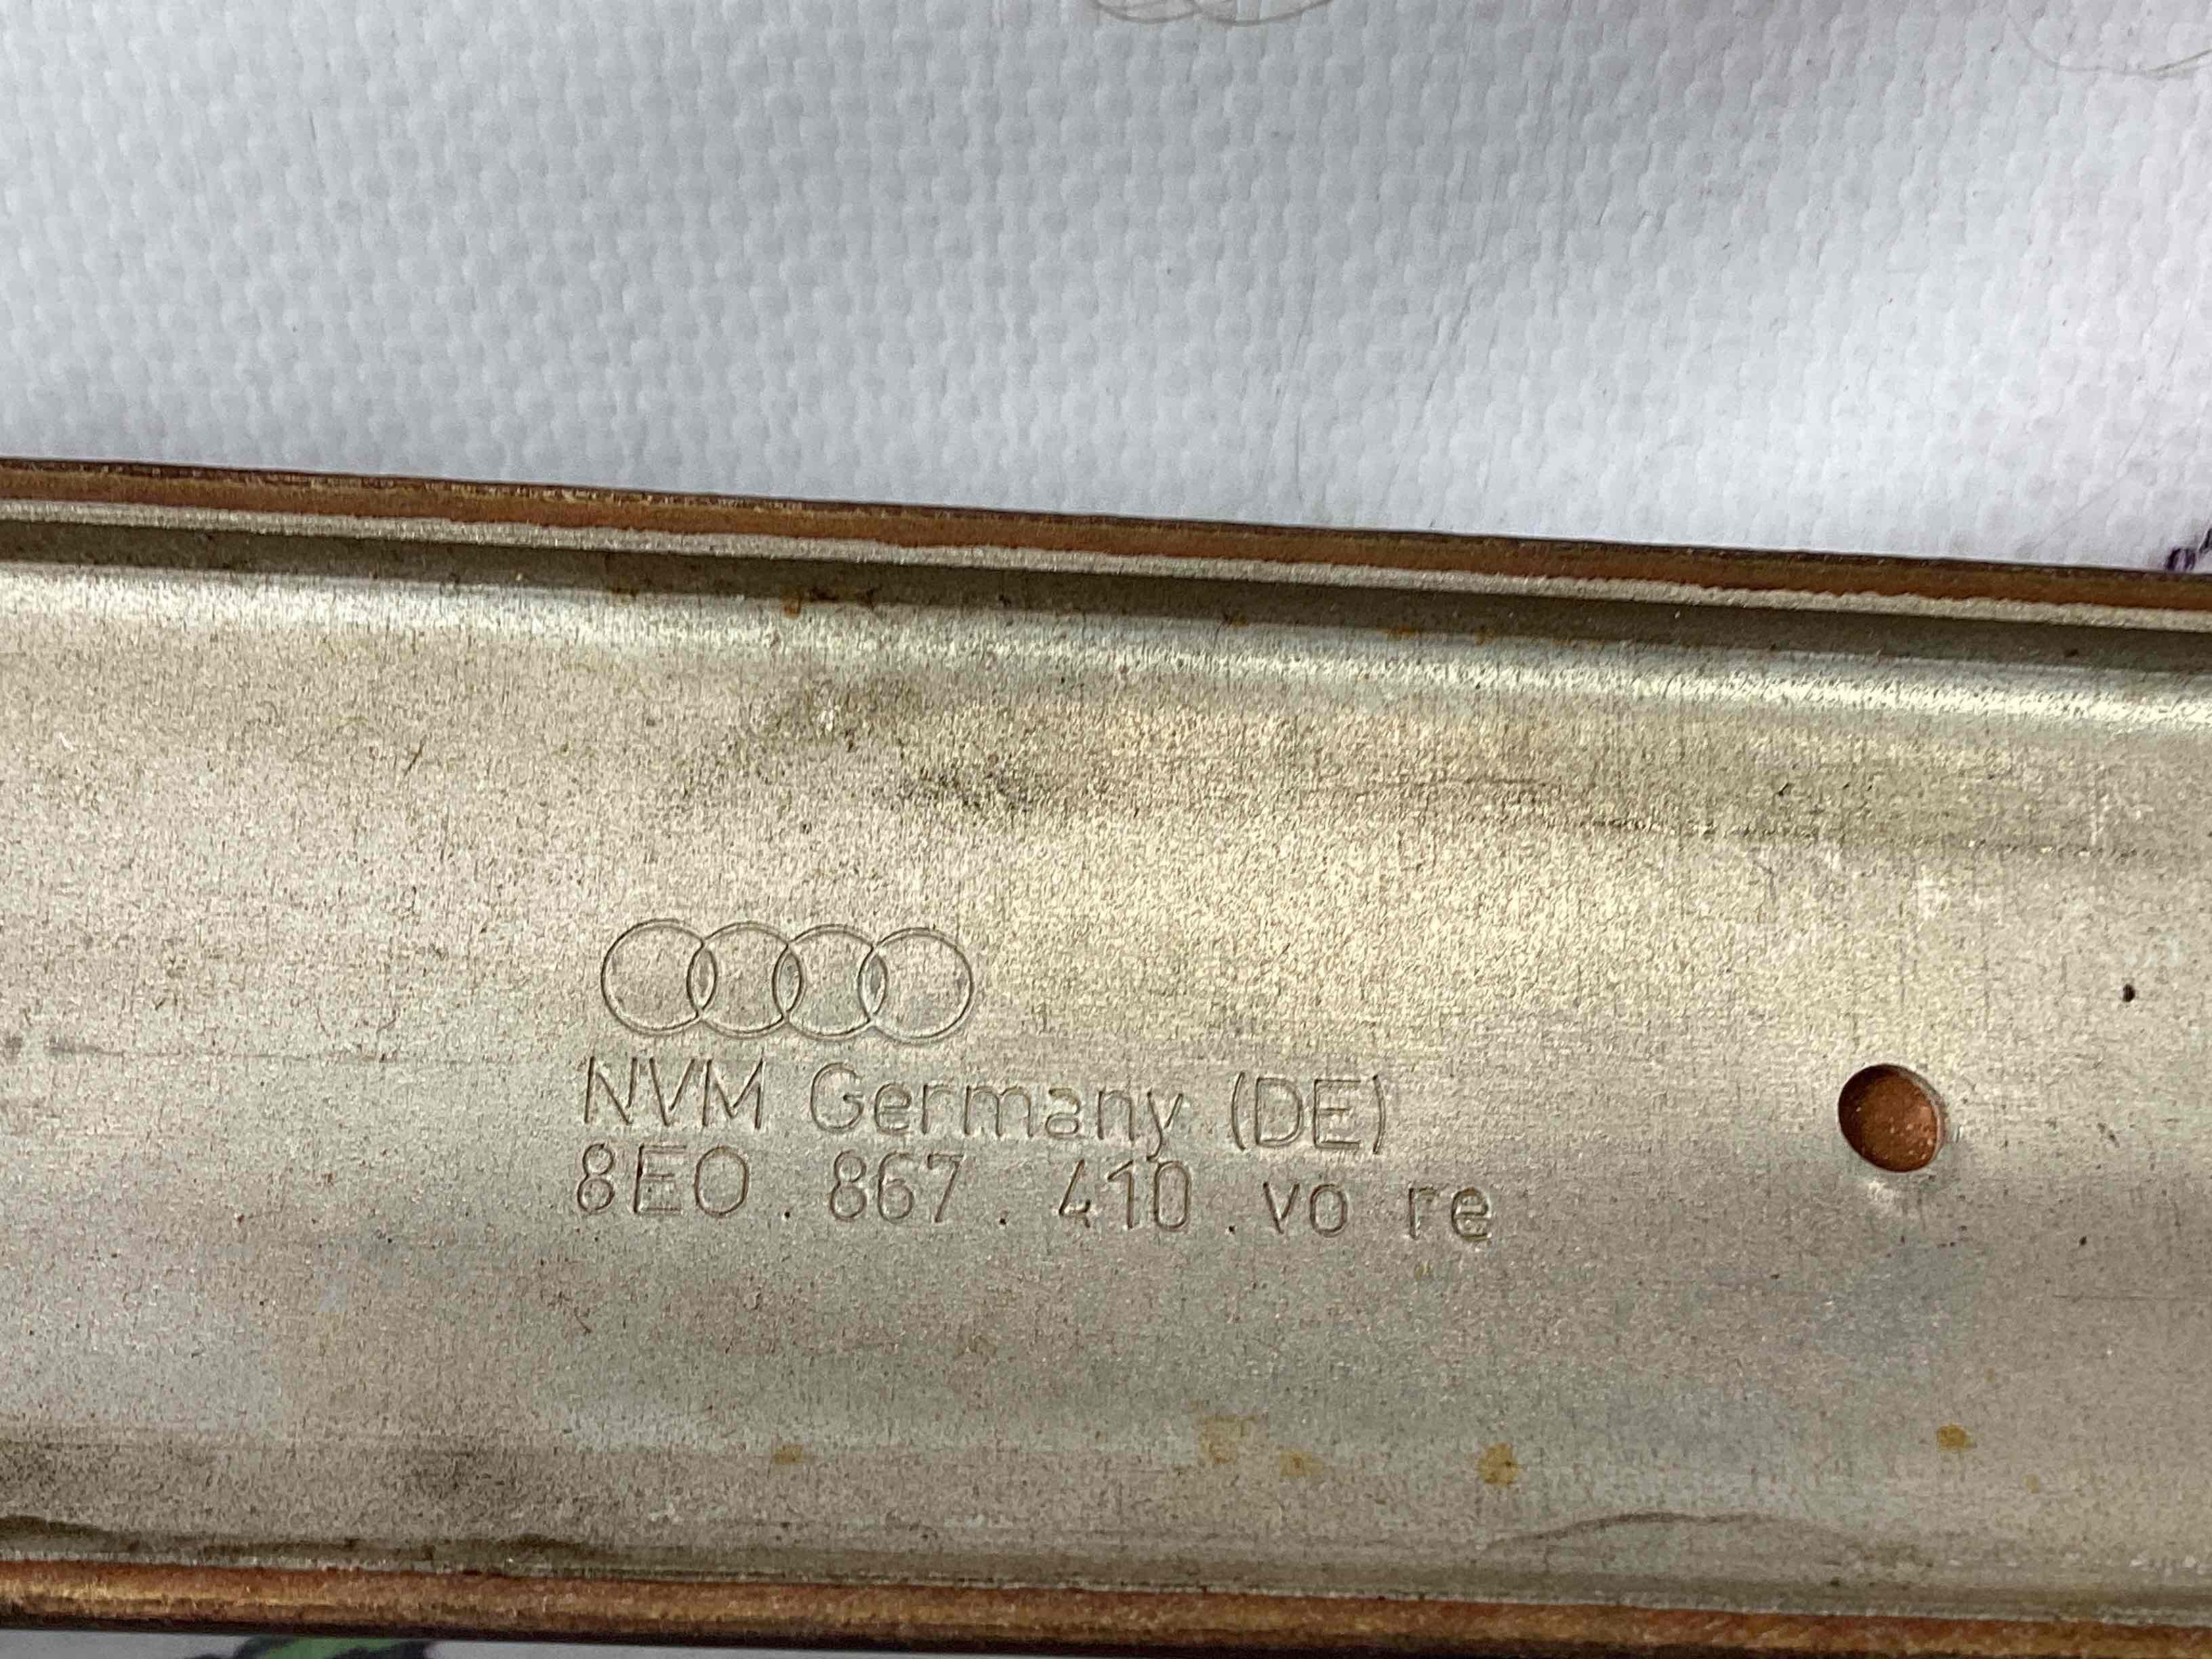 NVM Germany (DE)
8E0 . 867 . 410 . vo re